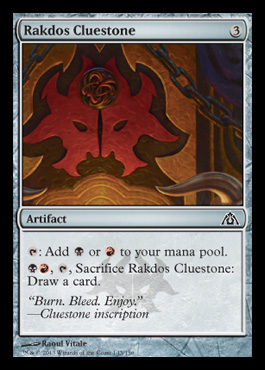 Rakdos Cluestone 3
Artifact
: Add or to your mana pool.
, , Sacrifice Rakdos Cluestone:
Draw a card.
"Burn. Bleed. Enjoy."
—Cluestone inscription
Raoul Vitale